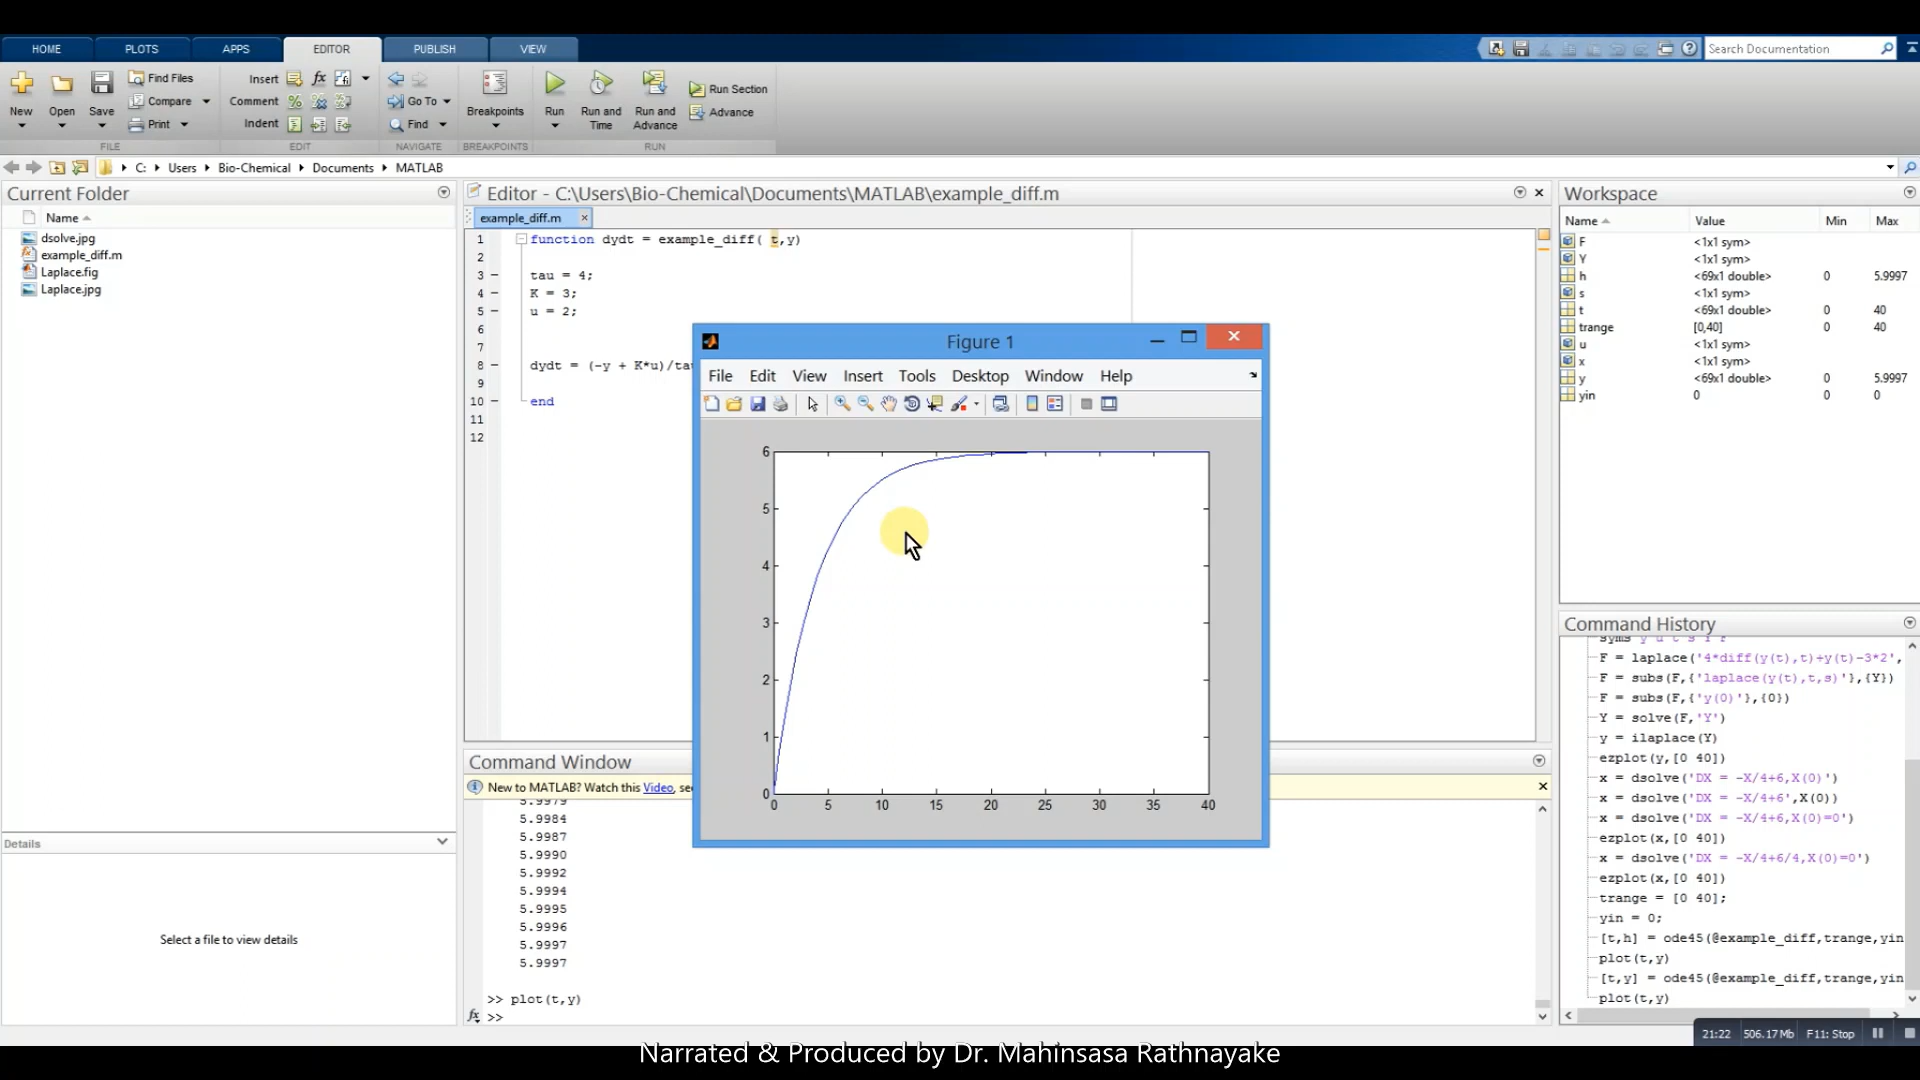 HOME PLOTS APPS EDITOR PUBLISH VIEW
Search Documentation
New Open Save Find Files Compare Print
Insert fx Comment Indent
Go To Find
Breakpoints
Run Run and Time Run and Advance Run Section Advance
FILE EDIT NAVIGATE BREAKPOINTS RUN
C: Users Bio-Chemical Documents MATLAB
Current Folder
Name
dsolve.jpg
example_diff.m
Laplace.fig
Laplace.jpg
Details
Select a file to view details
Editor - C:\Users\Bio-Chemical\Documents\MATLAB\example_diff.m
example_diff.m
1 function dydt = example_diff( t,y)
2
3 tau = 4;
4 K = 3;
5 u = 2;
6
7
8 dydt = (-y + K*u)/tau
9
10 end
11
12
Figure 1
File Edit View Insert Tools Desktop Window Help
6
5
4
3
2
1
0
0 5 10 15 20 25 30 35 40
Command Window
New to MATLAB? Watch this Video, see
5.9979
5.9984
5.9987
5.9990
5.9992
5.9994
5.9995
5.9996
5.9997
5.9997
>> plot(t,y)
fx >>
Workspace
Name Value Min Max
F <1x1 sym>
Y <1x1 sym>
h <69x1 double> 0 5.9997
s <1x1 sym>
t <69x1 double> 0 40
trange [0,40] 0 40
u <1x1 sym>
x <1x1 sym>
y <69x1 double> 0 5.9997
yin 0 0 0
Command History
syms y u t s Y F
F = laplace('4*diff(y(t),t)+y(t)-3*2',
F = subs(F,{'laplace(y(t),t,s)'},{Y})
F = subs(F,{'y(0)'},{0})
Y = solve(F,'Y')
y = ilaplace(Y)
ezplot(y,[0 40])
x = dsolve('DX = -X/4+6,X(0)')
x = dsolve('DX = -X/4+6',X(0))
x = dsolve('DX = -X/4+6,X(0)=0')
ezplot(x,[0 40])
x = dsolve('DX = -X/4+6/4,X(0)=0')
ezplot(x,[0 40])
trange = [0 40];
yin = 0;
[t,h] = ode45(@example_diff,trange,yin
plot(t,y)
[t,y] = ode45(@example_diff,trange,yin
plot(t,y)
21:22 506.17Mb F11: Stop
Narrated & Produced by Dr. Mahinsasa Rathnayake